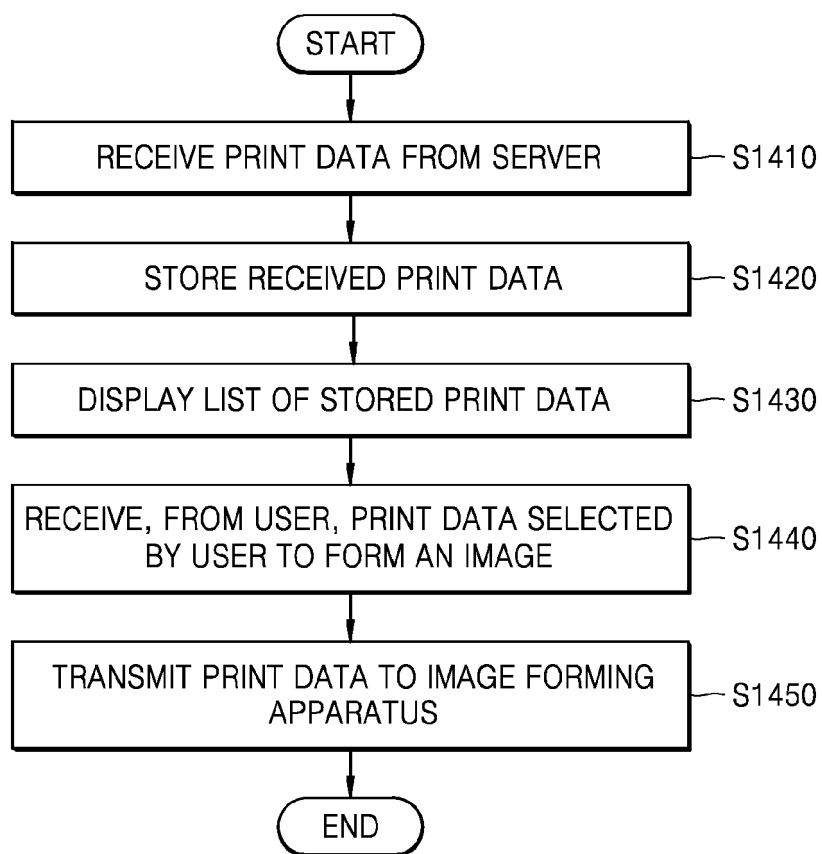 START
RECEIVE PRINT DATA FROM SERVER
S1410
STORE RECEIVED PRINT DATA
S1420
DISPLAY LIST OF STORED PRINT DATA
S1430
RECEIVE, FROM USER, PRINT DATA SELECTED
BY USER TO FORM AN IMAGE
S1440
TRANSMIT PRINT DATA TO IMAGE FORMING
APPARATUS
S1450
END